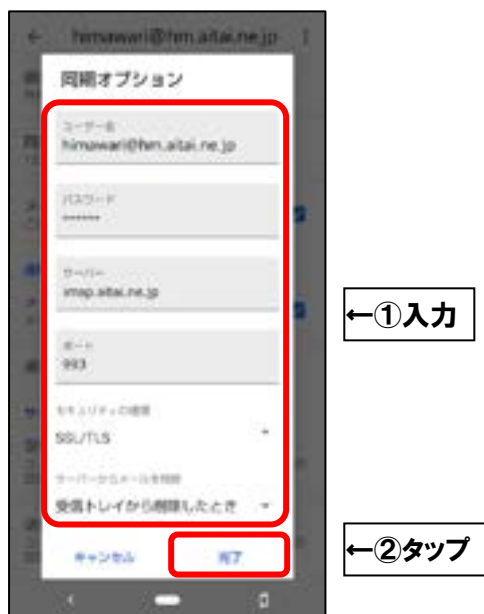 himawari@hm.aitai.ne.jp
同期オプション
ユーザー名
himawari@hm.aitai.ne.jp
パスワード
サーバー
imap.aitai.ne.jp
←①入力
ポート
993
セキュリティの種類
SSL/TLS
サーバーからメールを削除
受信トレイから削除したとき
キャンセル
完了
←②タップ